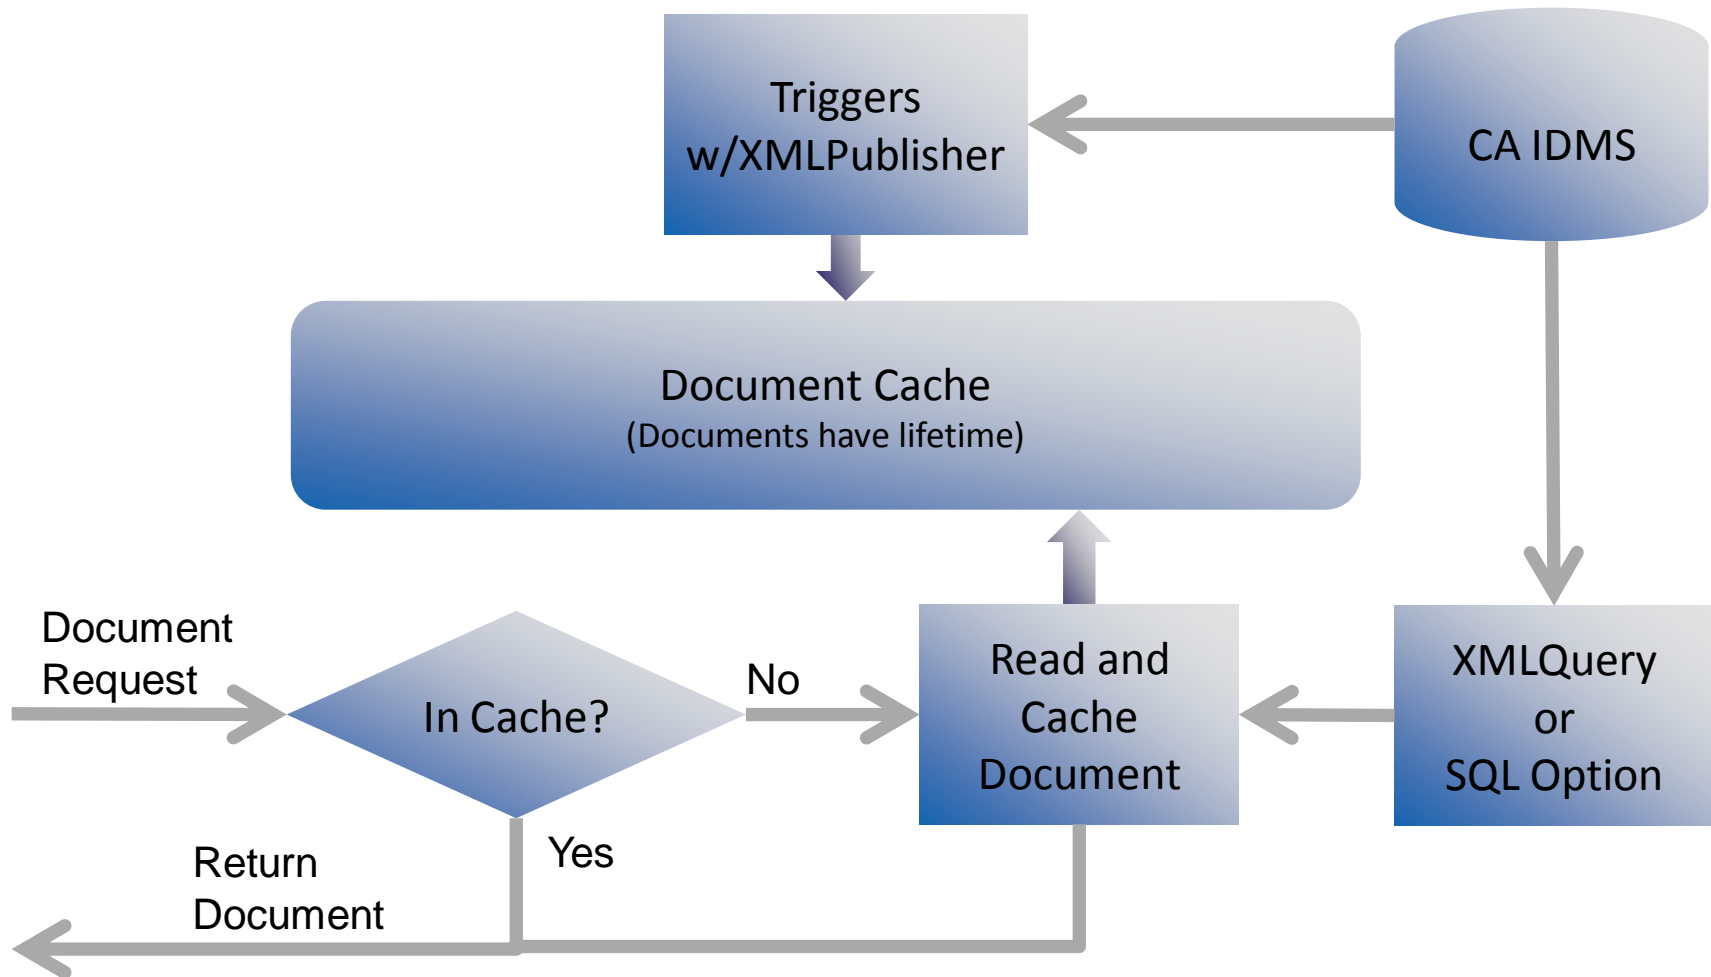 Triggers
w/XMLPublisher
CA IDMS
Document Cache
(Documents have lifetime)
Document
Request
In Cache?
No
Read and
Cache
Document
XMLQuery
or
SQL Option
Yes
Return
Document